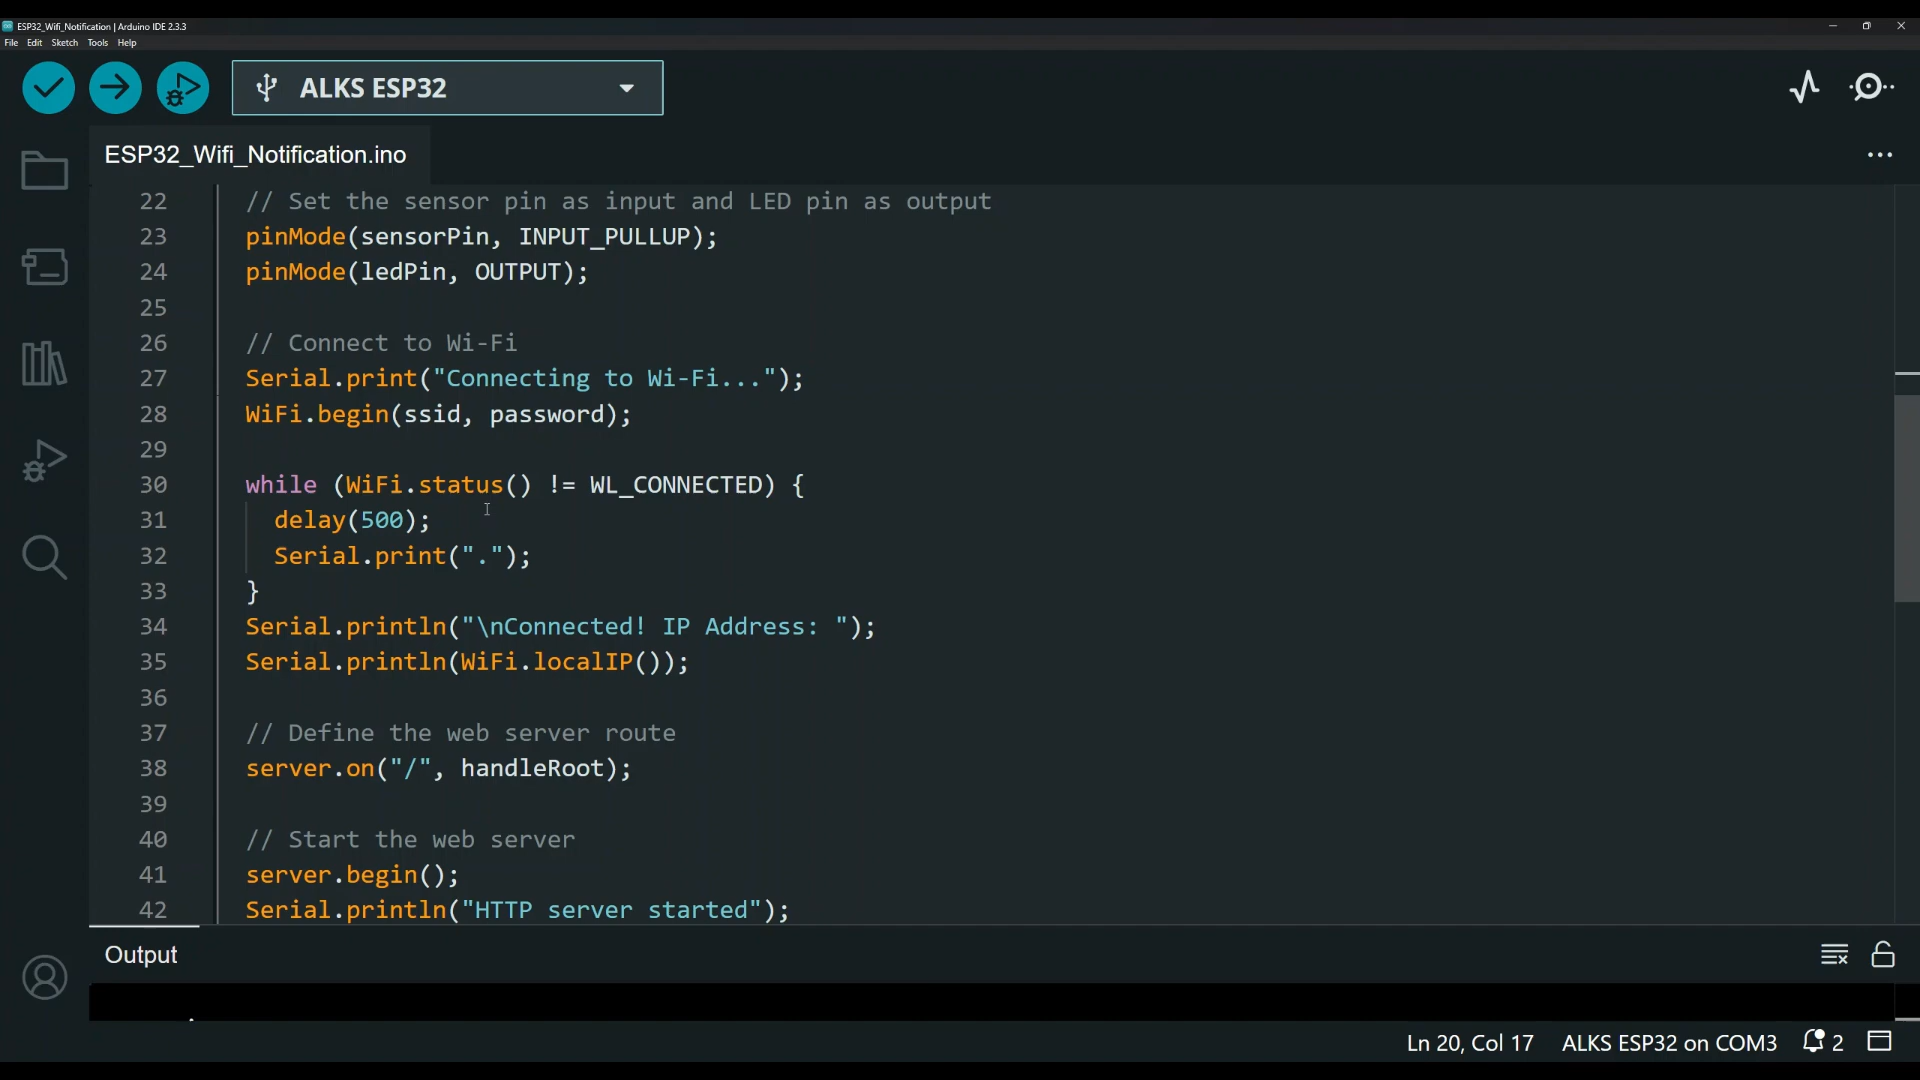 ESP32_Wifi_Notification | Arduino IDE 2.3.3
File Edit Sketch Tools Help
ALKS ESP32
ESP32_Wifi_Notification.ino
22 // Set the sensor pin as input and LED pin as output
23 pinMode(sensorPin, INPUT_PULLUP);
24 pinMode(ledPin, OUTPUT);
25
26 // Connect to Wi-Fi
27 Serial.print("Connecting to Wi-Fi...");
28 WiFi.begin(ssid, password);
29
30 while (WiFi.status() != WL_CONNECTED) {
31 delay(500);
32 Serial.print(".");
33 }
34 Serial.println("\nConnected! IP Address: ");
35 Serial.println(WiFi.localIP());
36
37 // Define the web server route
38 server.on("/", handleRoot);
39
40 // Start the web server
41 server.begin();
42 Serial.println("HTTP server started");
Output
Ln 20, Col 17 ALKS ESP32 on COM3 2